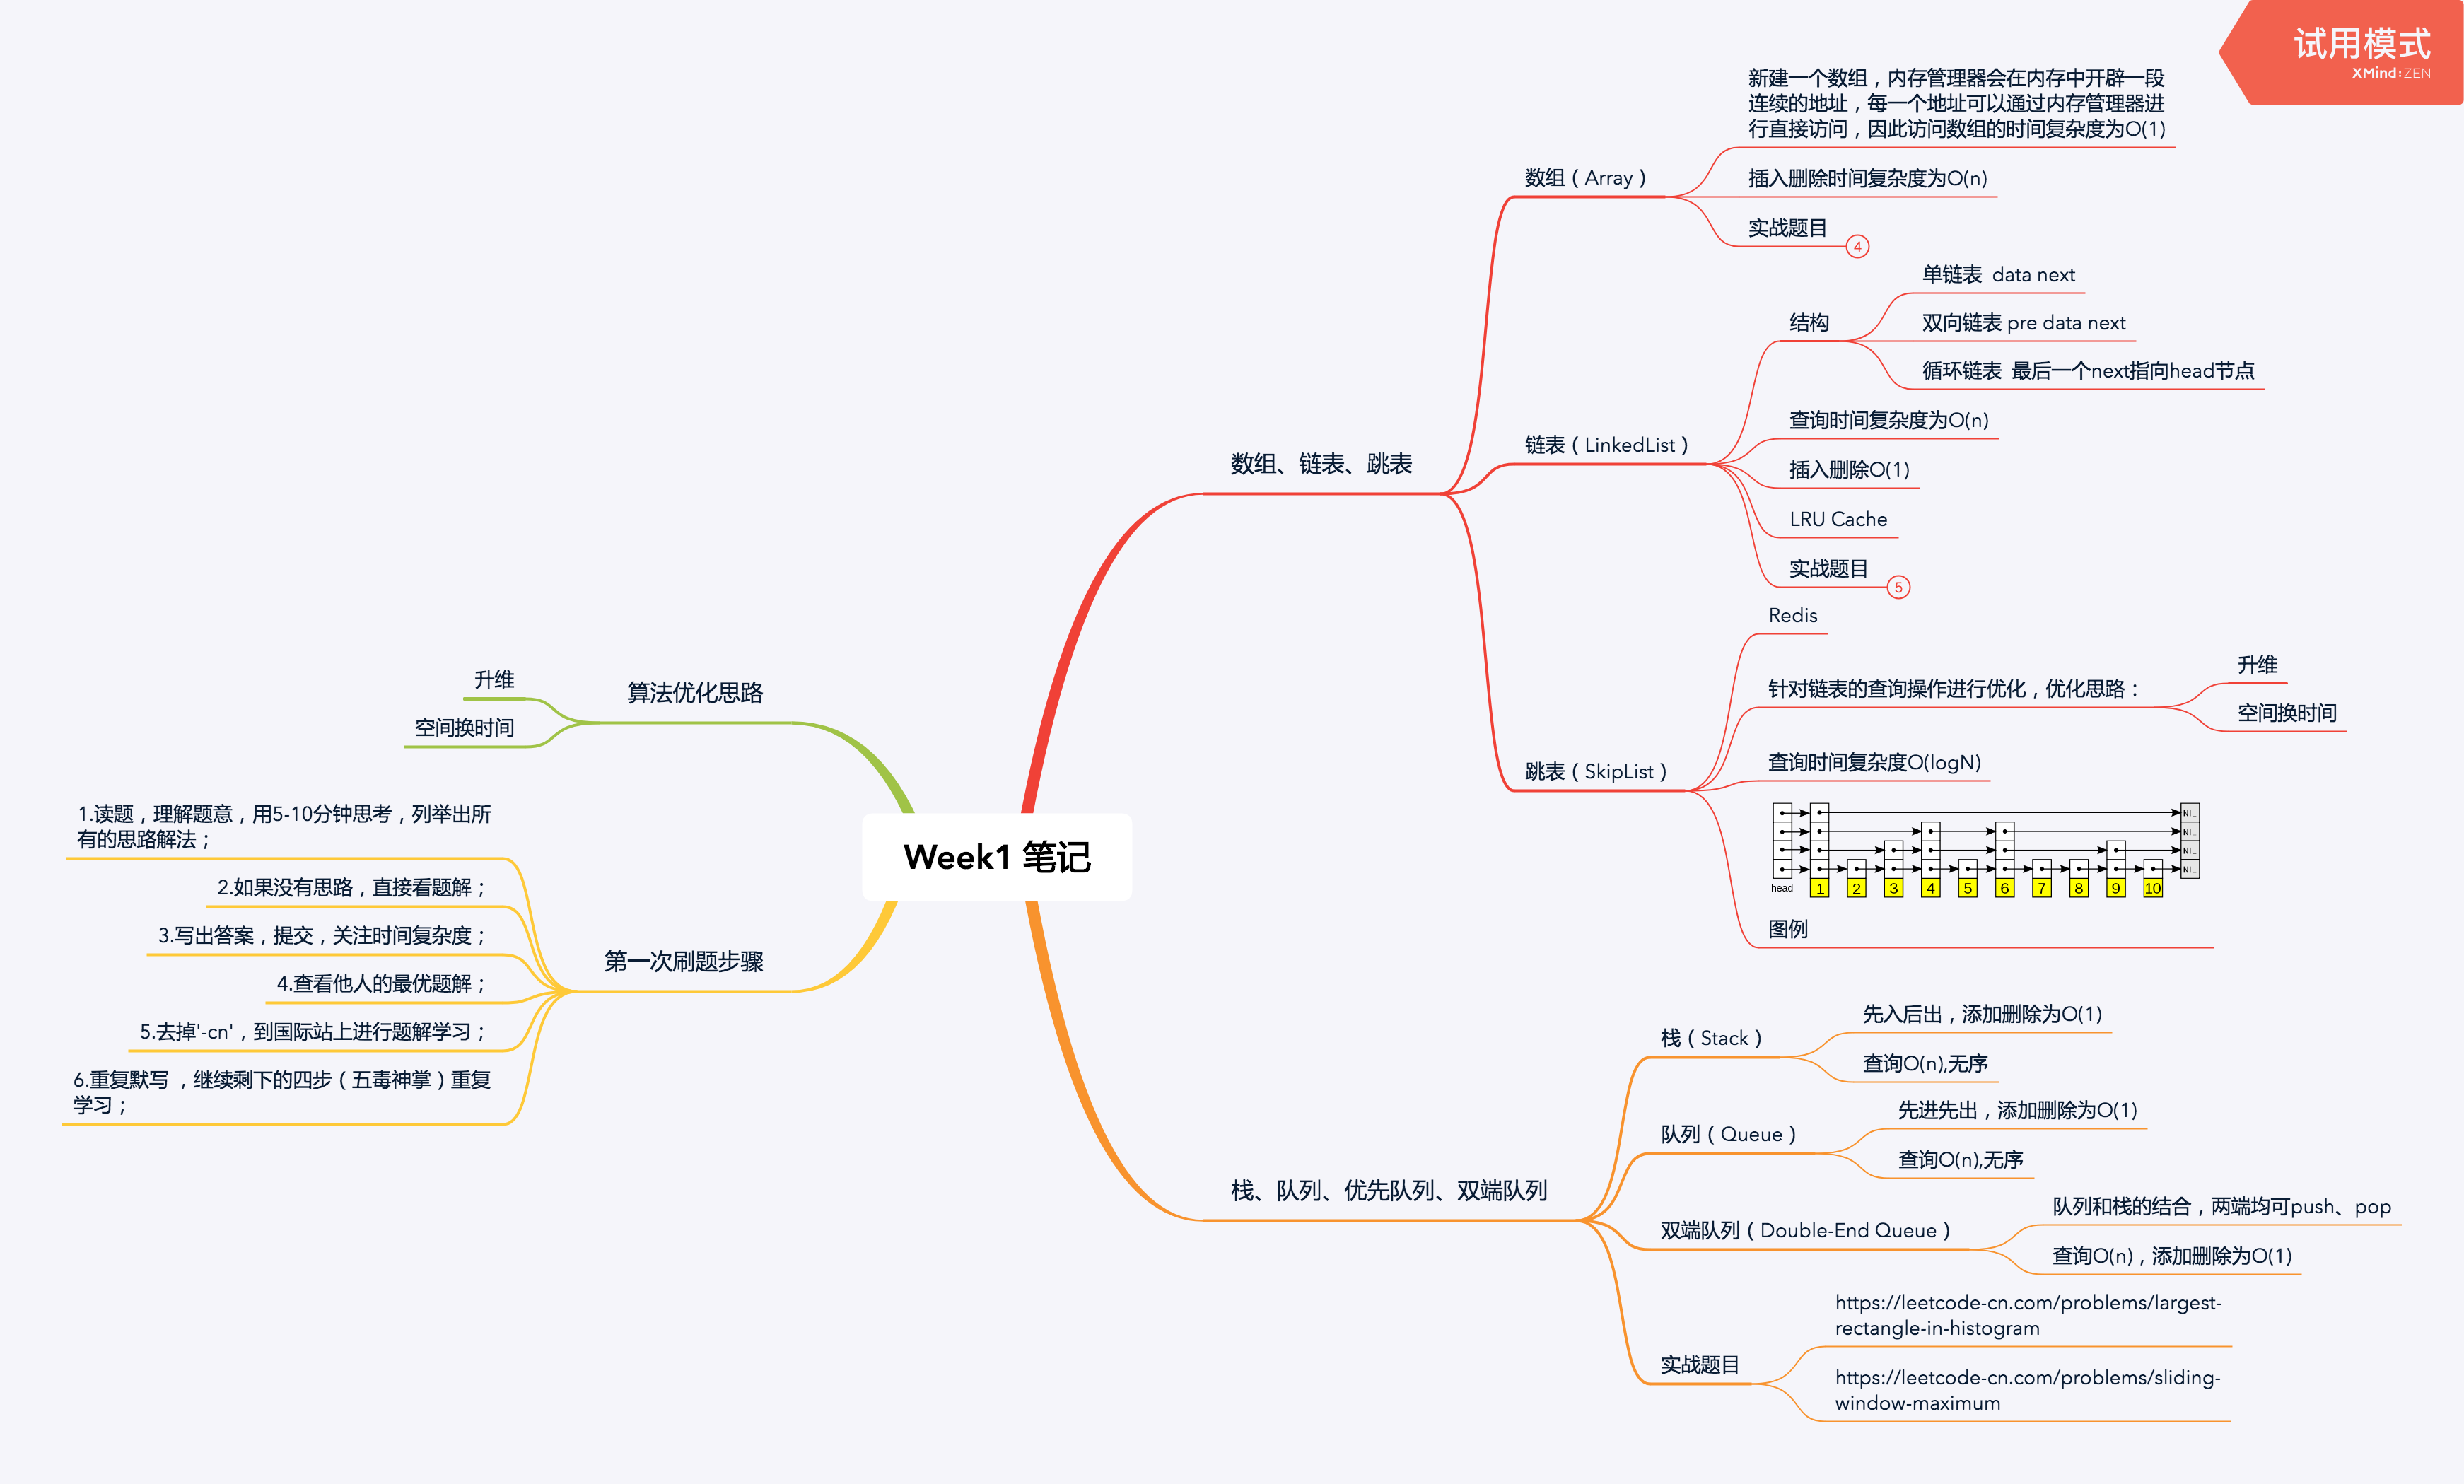 试用模式
XMind:ZEN
Week1 笔记
数组、链表、跳表
数组（Array）
新建一个数组，内存管理器会在内存中开辟一段
连续的地址，每一个地址可以通过内存管理器进
行直接访问，因此访问数组的时间复杂度为O(1)
插入删除时间复杂度为O(n)
实战题目
4
链表（LinkedList）
结构
单链表 data next
双向链表 pre data next
循环链表 最后一个next指向head节点
查询时间复杂度为O(n)
插入删除O(1)
LRU Cache
实战题目
5
跳表（SkipList）
Redis
针对链表的查询操作进行优化，优化思路：
升维
空间换时间
查询时间复杂度O(logN)
NIL
NIL
NIL
NIL
head 1 2 3 4 5 6 7 8 9 10
图例
栈、队列、优先队列、双端队列
栈（Stack）
先入后出，添加删除为O(1)
查询O(n),无序
队列（Queue）
先进先出，添加删除为O(1)
查询O(n),无序
双端队列（Double-End Queue）
队列和栈的结合，两端均可push、pop
查询O(n)，添加删除为O(1)
实战题目
https://leetcode-cn.com/problems/largest-
rectangle-in-histogram
https://leetcode-cn.com/problems/sliding-
window-maximum
算法优化思路
升维
空间换时间
第一次刷题步骤
1.读题，理解题意，用5-10分钟思考，列举出所
有的思路解法；
2.如果没有思路，直接看题解；
3.写出答案，提交，关注时间复杂度；
4.查看他人的最优题解；
5.去掉'-cn'，到国际站上进行题解学习；
6.重复默写 ，继续剩下的四步（五毒神掌）重复
学习；